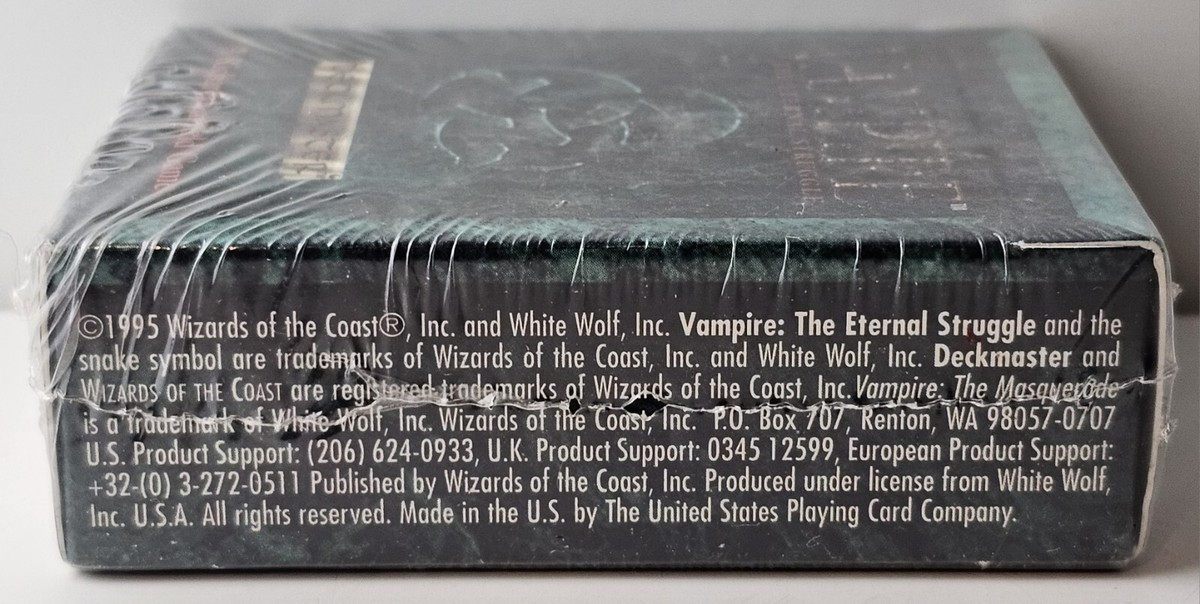 ©1995 Wizards of the Coast®, Inc. and White Wolf, Inc. Vampire: The Eternal Struggle and the
snake symbol are trademarks of Wizards of the Coast, Inc. and White Wolf, Inc. Deckmaster and
WIZARDS OF THE COAST are registered trademarks of Wizards of the Coast, Inc. Vampire: The Masquerade
is a trademark of White Wolf, Inc. Wizards of the Coast, Inc. P.O. Box 707, Renton, WA 98057-0707
U.S. Product Support: (206) 624-0933, U.K. Product Support: 0345 12599, European Product Support:
+32-(0) 3-272-0511 Published by Wizards of the Coast, Inc. Produced under license from White Wolf,
Inc. U.S.A. All rights reserved. Made in the U.S. by The United States Playing Card Company.